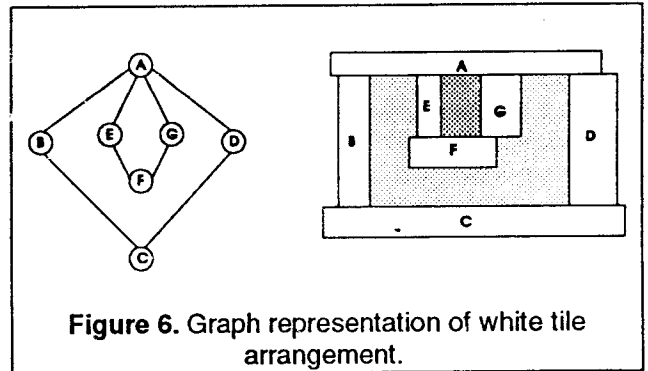 A
B
E
G
D
F
C
A
E
G
B
D
F
C
Figure 6. Graph representation of white tile
arrangement.